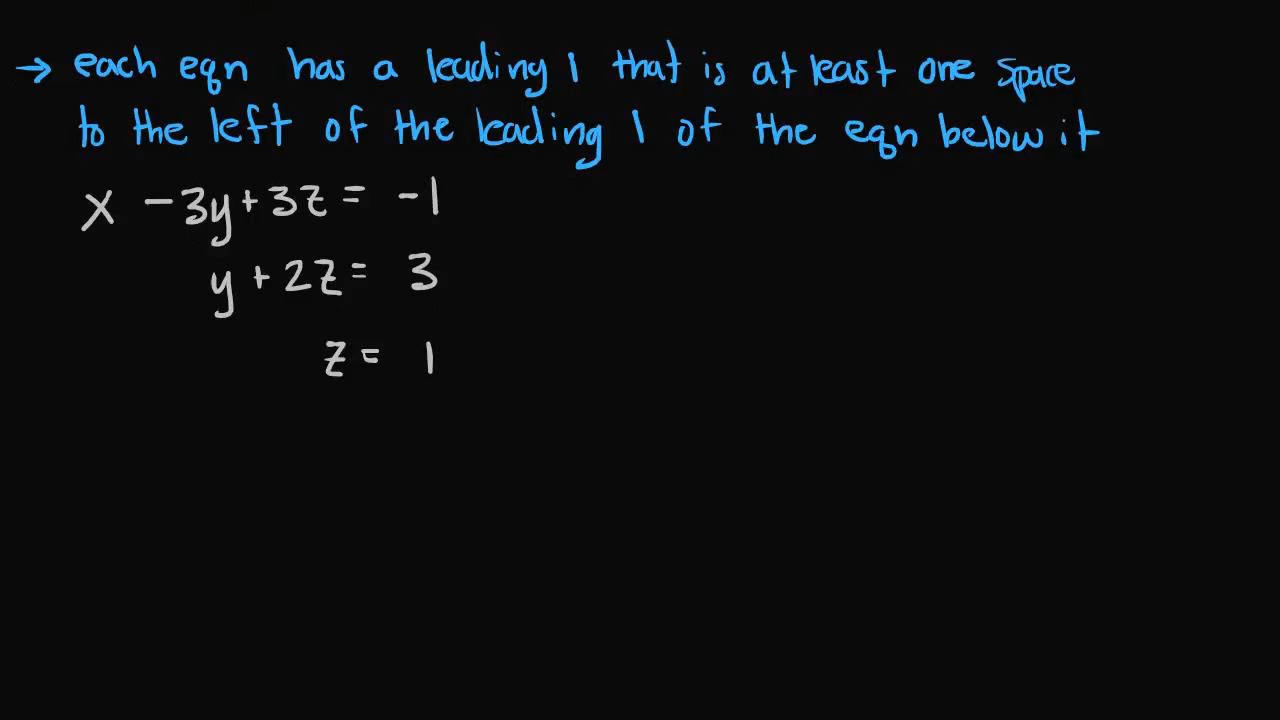 → each eqn has a leading 1 that is at least one space
to the left of the leading 1 of the eqn below it
x - 3y + 3z = -1
y + 2z = 3
z = 1